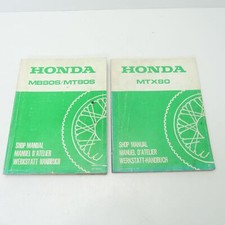 HONDA
MB80S/MT80S
SHOP MANUAL
MANUEL D'ATELIER
WERKSTATT-HANDBUCH
HONDA
MTX80
SHOP MANUAL
MANUEL D'ATELIER
WERKSTATT-HANDBUCH